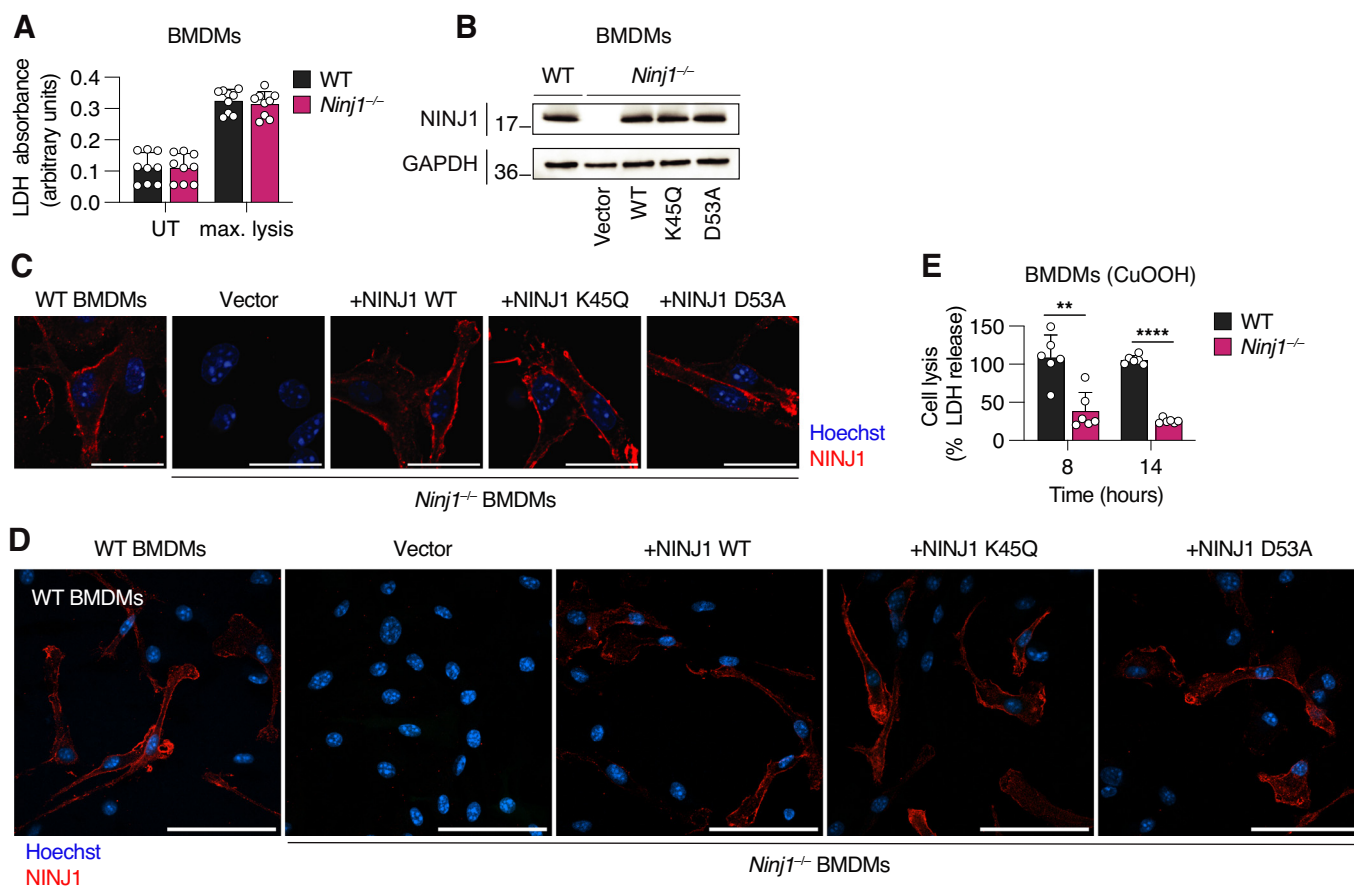 A
BMDMs
LDH absorbance
(arbitrary units)
0.4
0.3
0.2
0.1
0.0
UT
max. lysis
WT
Ninj1–/–
B
BMDMs
WT
Ninj1–/–
NINJ1
17
GAPDH
36
Vector
WT
K45Q
D53A
C
WT BMDMs
Vector
+NINJ1 WT
+NINJ1 K45Q
+NINJ1 D53A
Hoechst
NINJ1
Ninj1–/– BMDMs
E
BMDMs (CuOOH)
Cell lysis
(% LDH release)
150
100
50
0
**
****
8
14
Time (hours)
WT
Ninj1–/–
D
WT BMDMs
Vector
+NINJ1 WT
+NINJ1 K45Q
+NINJ1 D53A
WT BMDMs
Hoechst
NINJ1
Ninj1–/– BMDMs